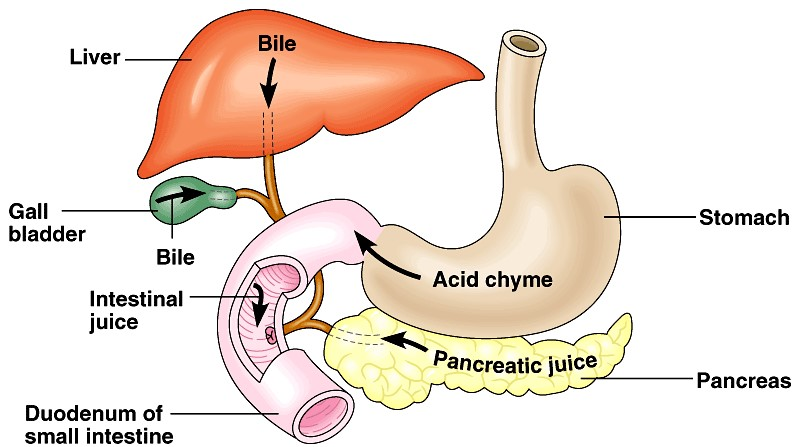 Bile
Liver
Gall
bladder
Stomach
Bile
Acid chyme
Intestinal
juice
Pancreatic juice
Pancreas
Duodenum of
small intestine